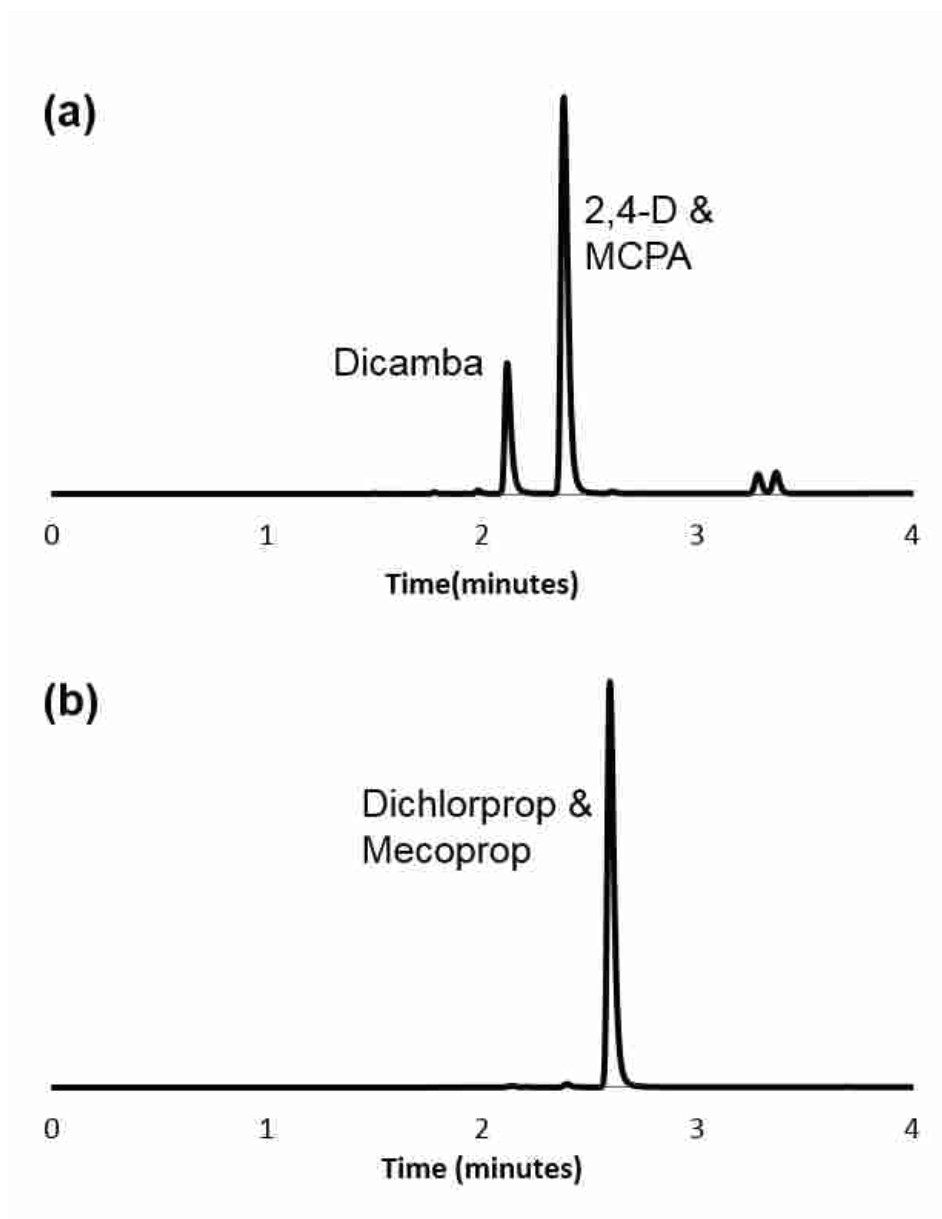 (a)
2,4-D &
MCPA
Dicamba
0 1 2 3 4
Time(minutes)
(b)
Dichlorprop &
Mecoprop
0 1 2 3 4
Time (minutes)